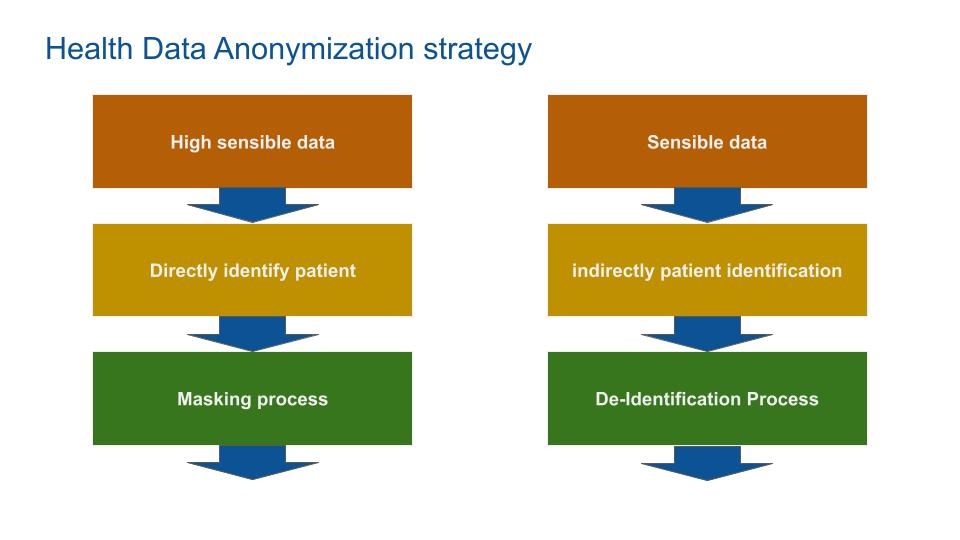 Health Data Anonymization strategy
High sensible data
Sensible data
Directly identify patient
indirectly patient identification
Masking process
De-Identification Process